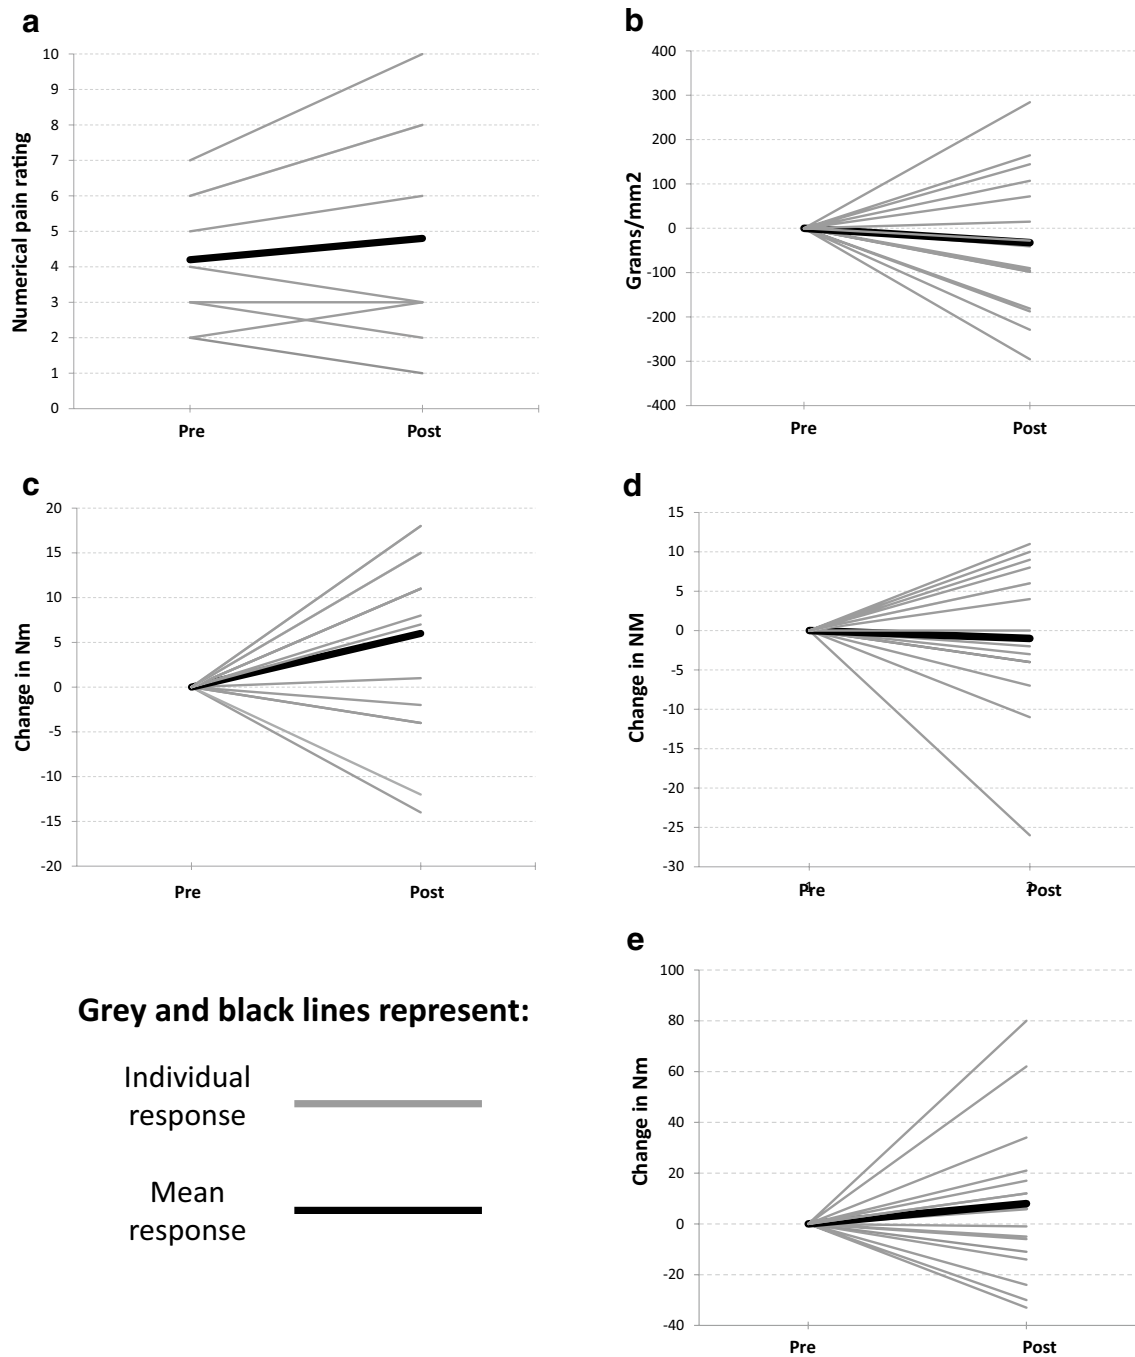 a
Numerical pain rating
10
9
8
7
6
5
4
3
2
1
0
Pre
Post
b
Grams/mm2
400
300
200
100
0
-100
-200
-300
-400
Pre
Post
c
Change in Nm
20
15
10
5
0
-5
-10
-15
-20
Pre
Post
d
Change in NM
15
10
5
0
-5
-10
-15
-20
-25
-30
1
Pre
2
Post
Grey and black lines represent:
Individual
response
Mean
response
e
Change in Nm
100
80
60
40
20
0
-20
-40
Pre
Post